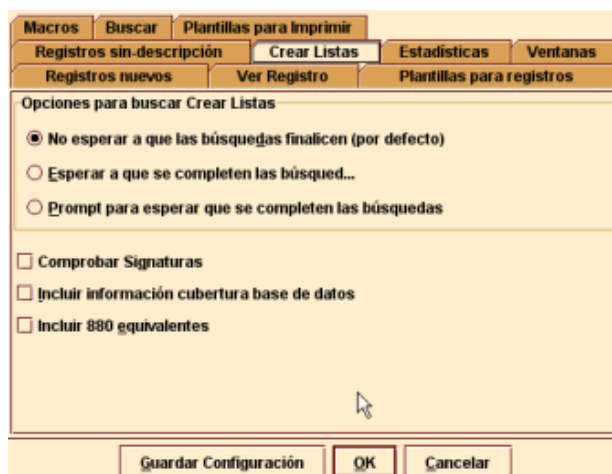 Macros Buscar Plantillas para Imprimir
Registros sin-descripción Crear Listas Estadísticas Ventanas
Registros nuevos Ver Registro Plantillas para registros
Opciones para buscar Crear Listas
No esperar a que las búsquedas finalicen (por defecto)
Esperar a que se completen las búsqued...
Prompt para esperar que se completen las búsquedas
Comprobar Signaturas
Incluir información cubertura base de datos
Incluir 880 equivalentes
Guardar Configuración OK Cancelar